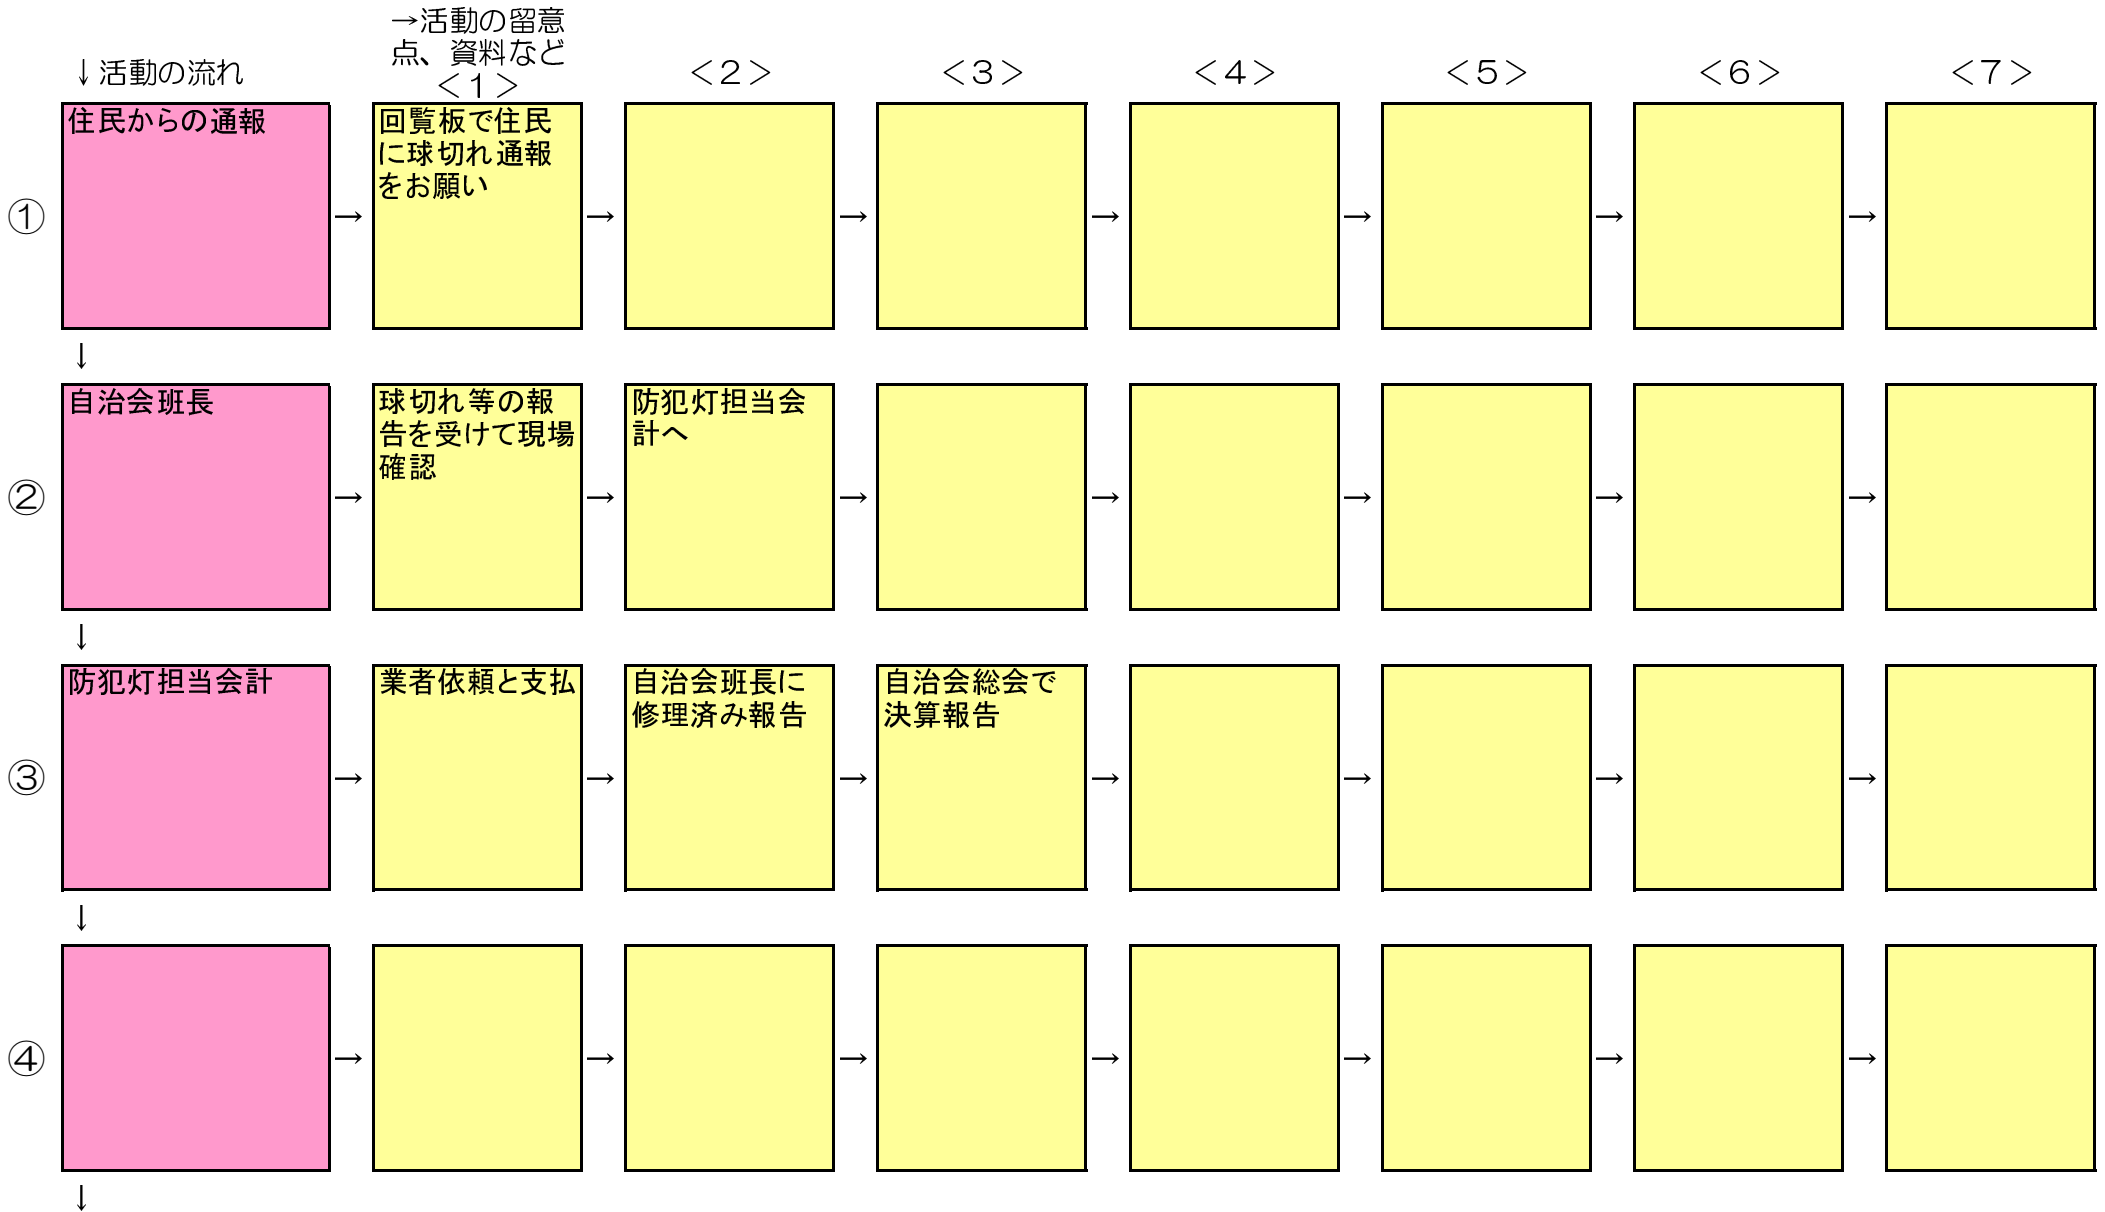 →活動の留意
点、資料など
↓活動の流れ
＜１＞
＜２＞
＜３＞
＜４＞
＜５＞
＜６＞
＜７＞
①
住民からの通報
→
回覧板で住民
に球切れ通報
をお願い
→
→
→
→
→
→
↓
②
自治会班長
→
球切れ等の報
告を受けて現場
確認
→
防犯灯担当会
計へ
→
→
→
→
→
↓
③
防犯灯担当会計
→
業者依頼と支払
→
自治会班長に
修理済み報告
→
自治会総会で
決算報告
→
→
→
→
↓
④
→
→
→
→
→
→
→
↓